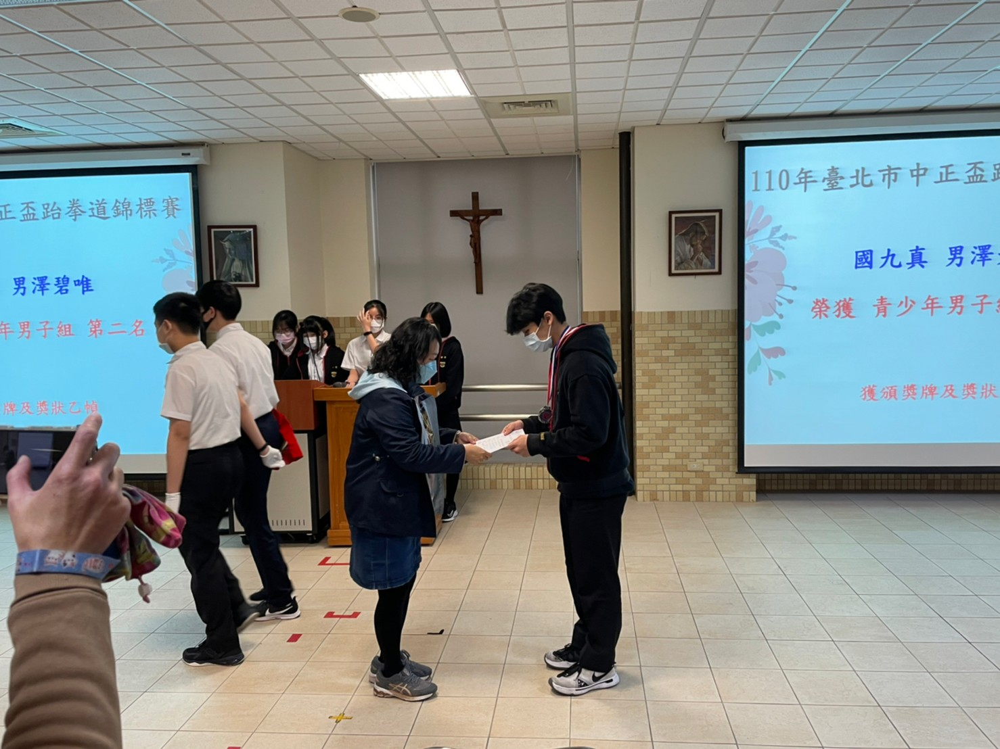 正盃跆拳道錦標賽
男澤碧唯
年男子組 第二名
牌及獎狀乙幀
110年臺北市中正盃跆
國九真 男澤
榮獲 青少年男子組
獲頒獎牌及獎狀